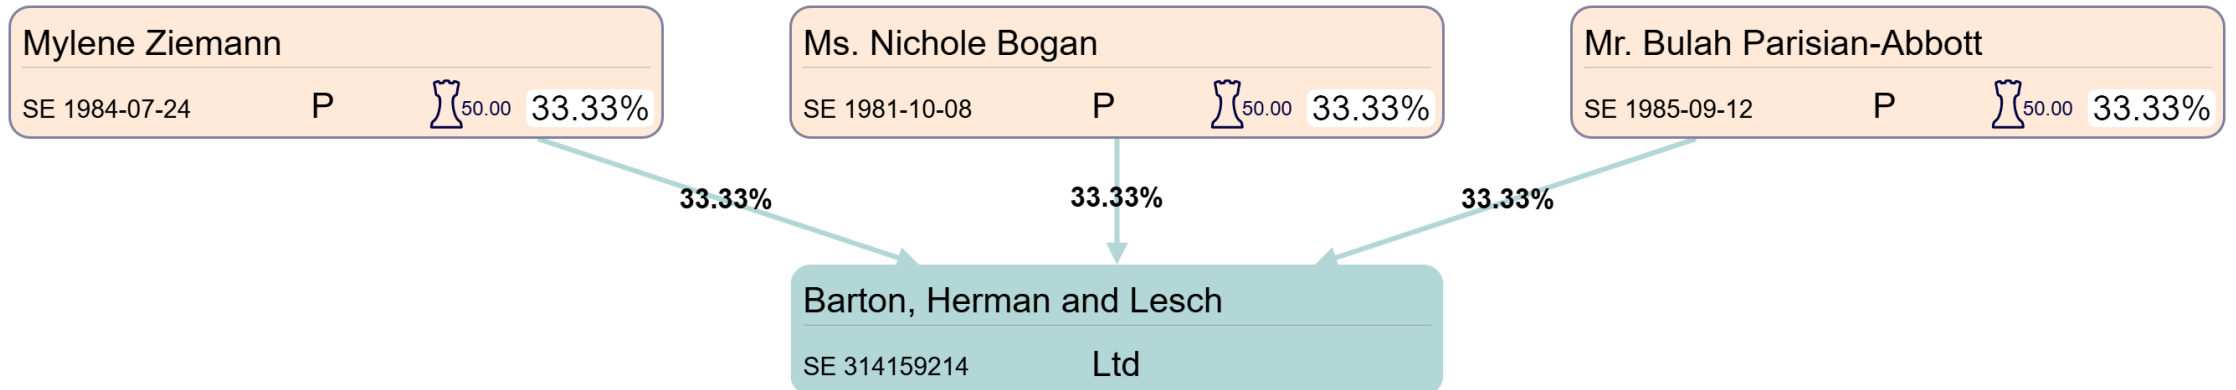 Mylene Ziemann
SE 1984-07-24 P 50.00 33.33%
Ms. Nichole Bogan
SE 1981-10-08 P 50.00 33.33%
Mr. Bulah Parisian-Abbott
SE 1985-09-12 P 50.00 33.33%
33.33%
33.33%
33.33%
Barton, Herman and Lesch
SE 314159214 Ltd